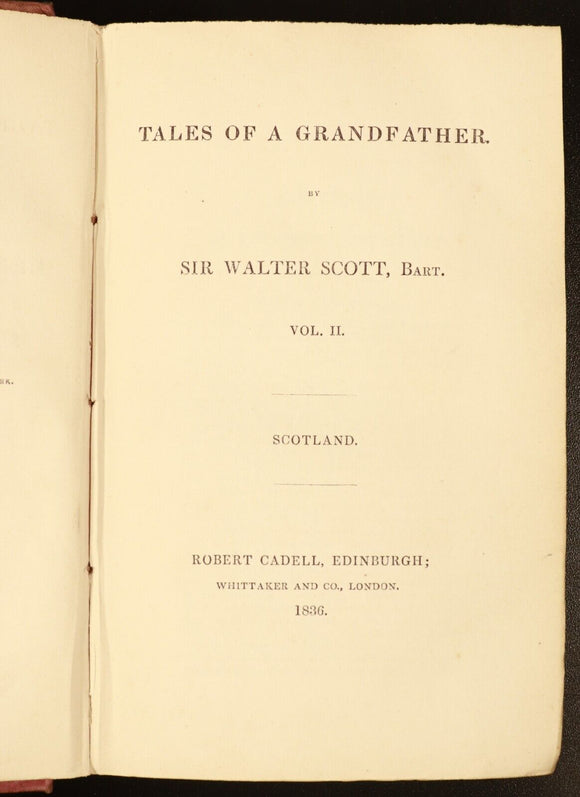 TALES OF A GRANDFATHER.
BY
SIR WALTER SCOTT, BART.
VOL. II.
SCOTLAND.
ROBERT CADELL, EDINBURGH;
WHITTAKER AND CO., LONDON.
1836.